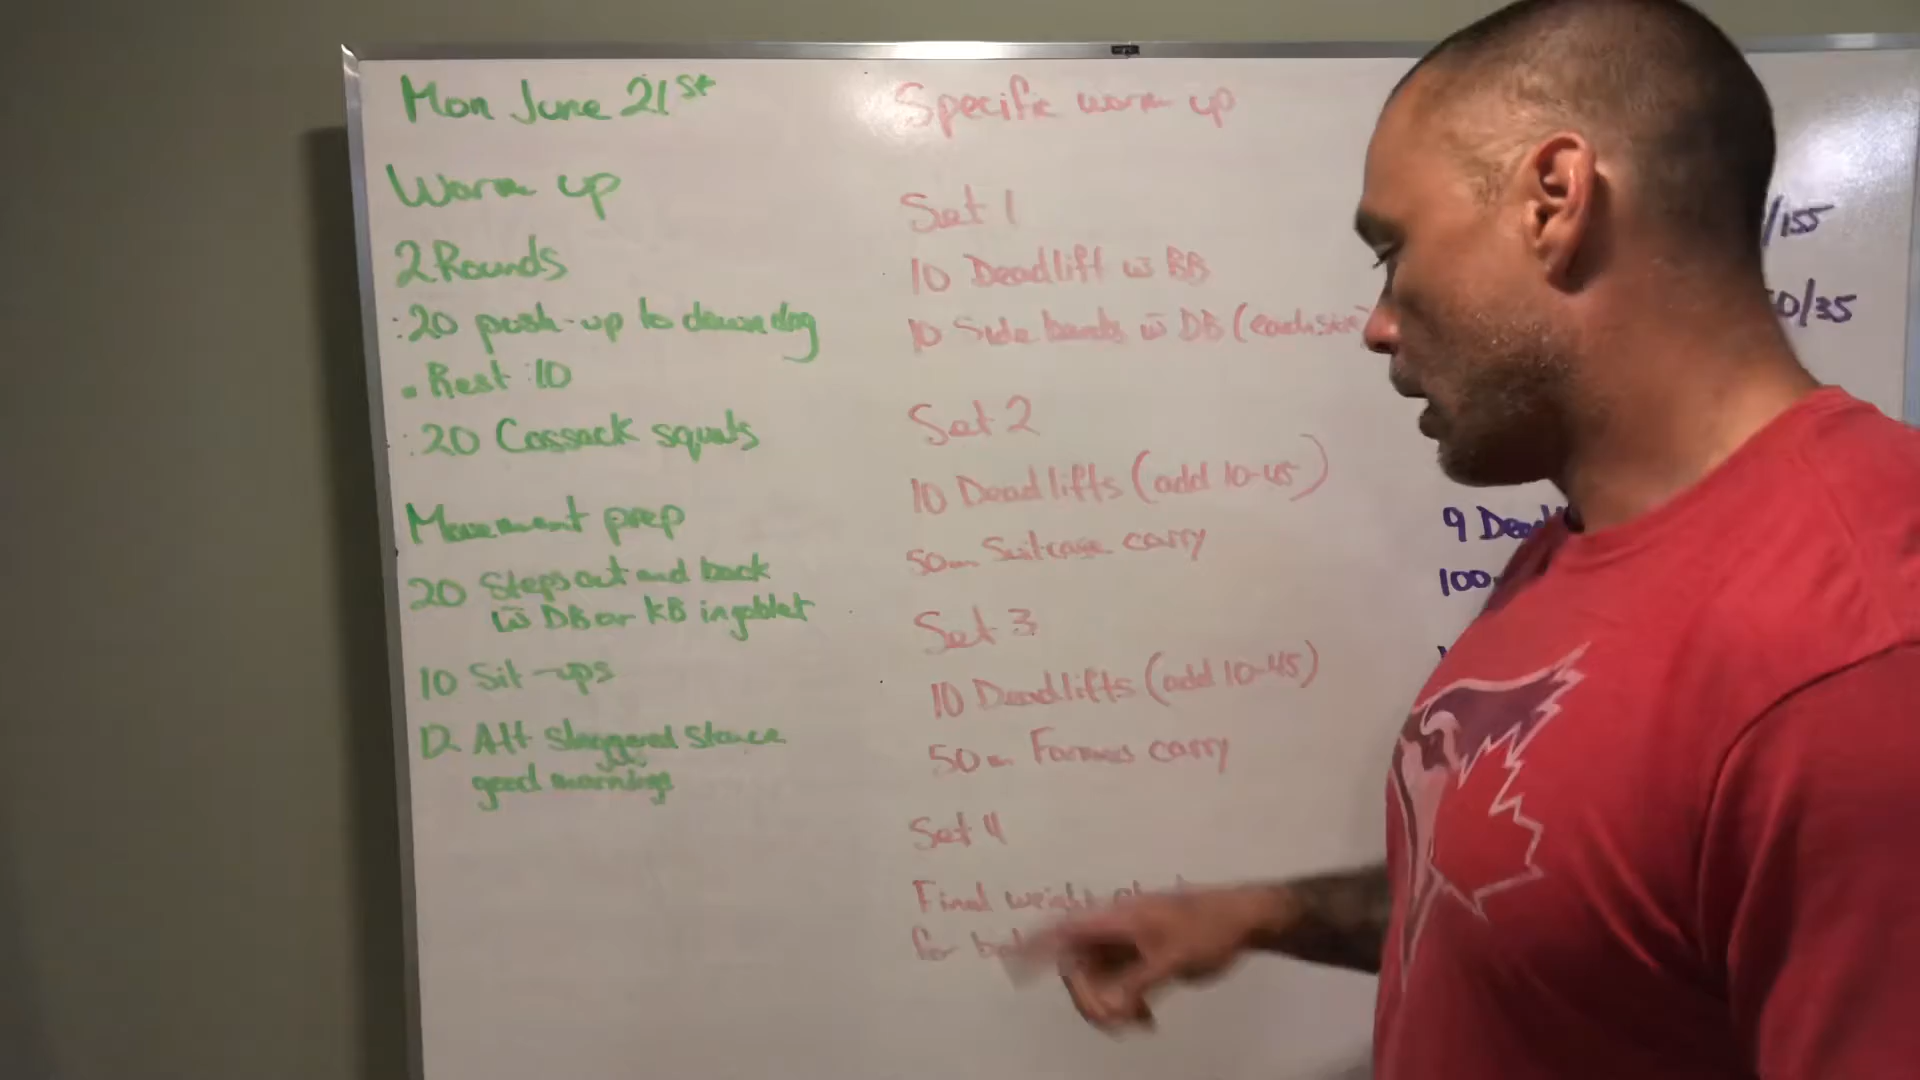 Mon June 21st
Warm up
2 Rounds
:20 push-up to down dog
. Rest :10
:20 Cossack squats
Movement prep
20 Steps out and back
w̄ DB or KB in goblet
10 Sit-ups
12 Alt staggered stance
good mornings
Specific warm up
Set 1
10 Deadlift w̄ BB
10 Side bends w̄ DB (each side)
Set 2
10 Deadlifts (add 10-45)
50m Suitcase carry
Set 3
10 Deadlifts (add 10-45)
50m Farmers carry
Set 4
Final weight
for
/155
/35
9
100